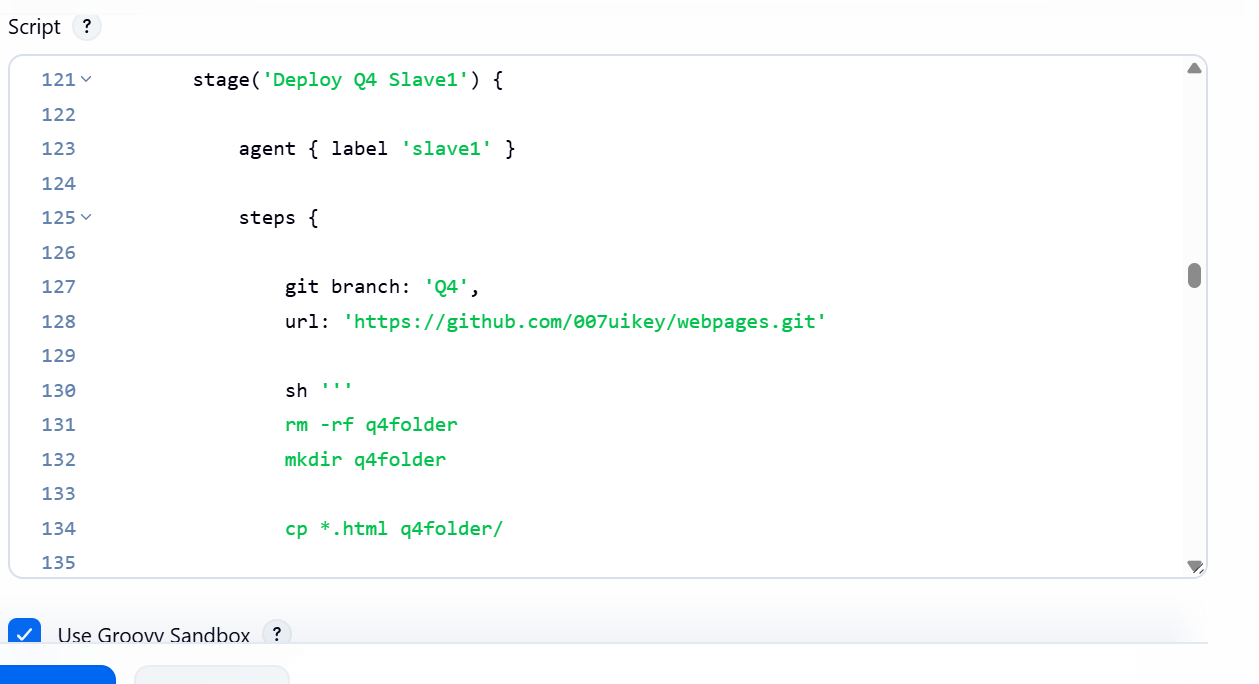 Script ?
121 stage('Deploy Q4 Slave1') {
122
123 agent { label 'slave1' }
124
125 steps {
126
127 git branch: 'Q4',
128 url: 'https://github.com/007uikey/webpages.git'
129
130 sh '''
131 rm -rf q4folder
132 mkdir q4folder
133
134 cp *.html q4folder/
135
Use Groovy Sandbox ?